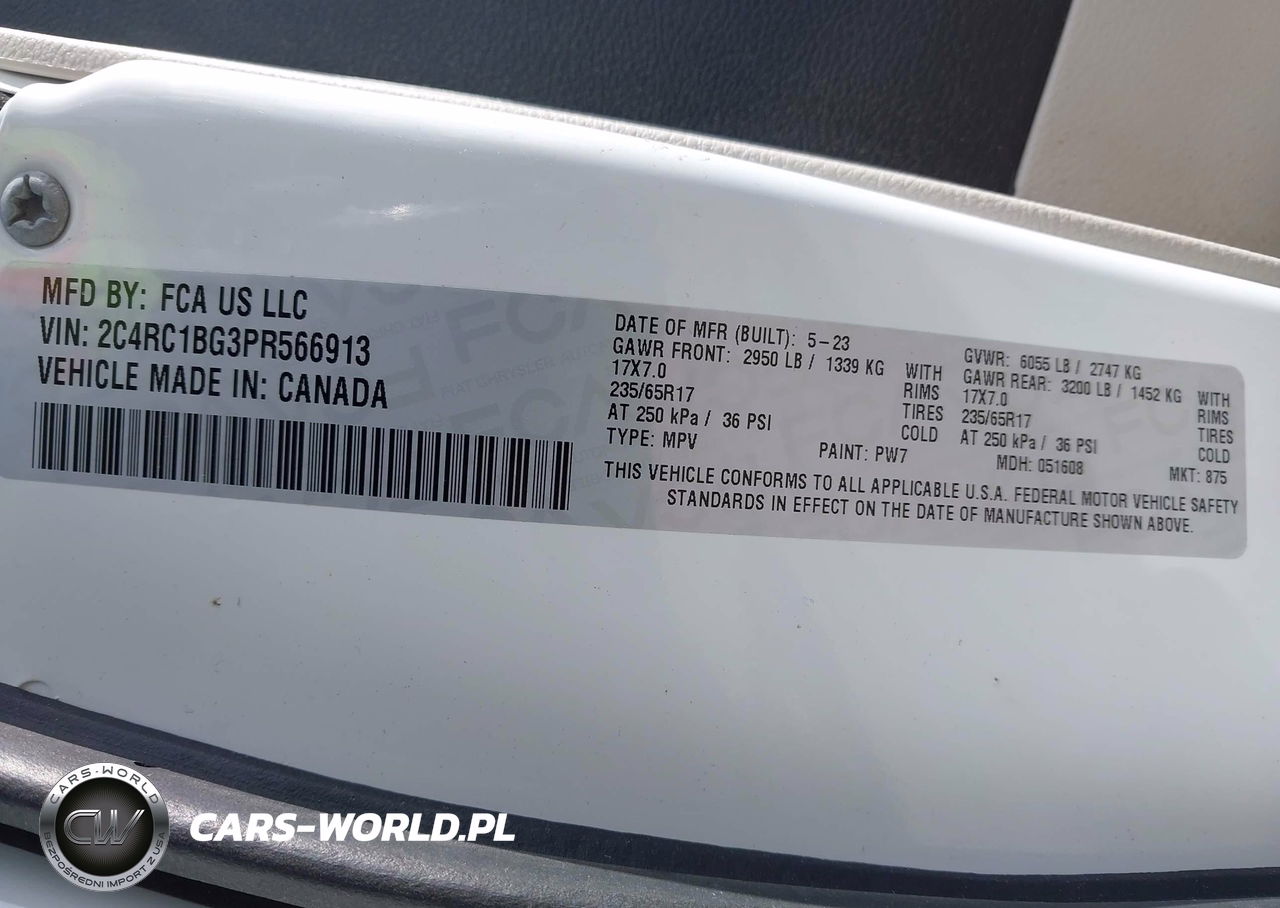 MFD BY: FCA US LLC
VIN: 2C4RC1BG3PR566913
VEHICLE MADE IN: CANADA
DATE OF MFR (BUILT): 5-23
GAWR FRONT: 2950 LB / 1339 KG WITH
17X7.0 RIMS
235/65R17 TIRES
AT 250 kPa / 36 PSI COLD
TYPE: MPV PAINT: PW7
GVWR: 6055 LB / 2747 KG
GAWR REAR: 3200 LB / 1452 KG WITH
17X7.0 RIMS
235/65R17 TIRES
AT 250 kPa / 36 PSI COLD
MDH: 051608 MKT: 875
THIS VEHICLE CONFORMS TO ALL APPLICABLE U.S.A. FEDERAL MOTOR VEHICLE SAFETY
STANDARDS IN EFFECT ON THE DATE OF MANUFACTURE SHOWN ABOVE.
CARS-WORLD
CW
BEZPOŚREDNI IMPORT Z USA
CARS-WORLD.PL